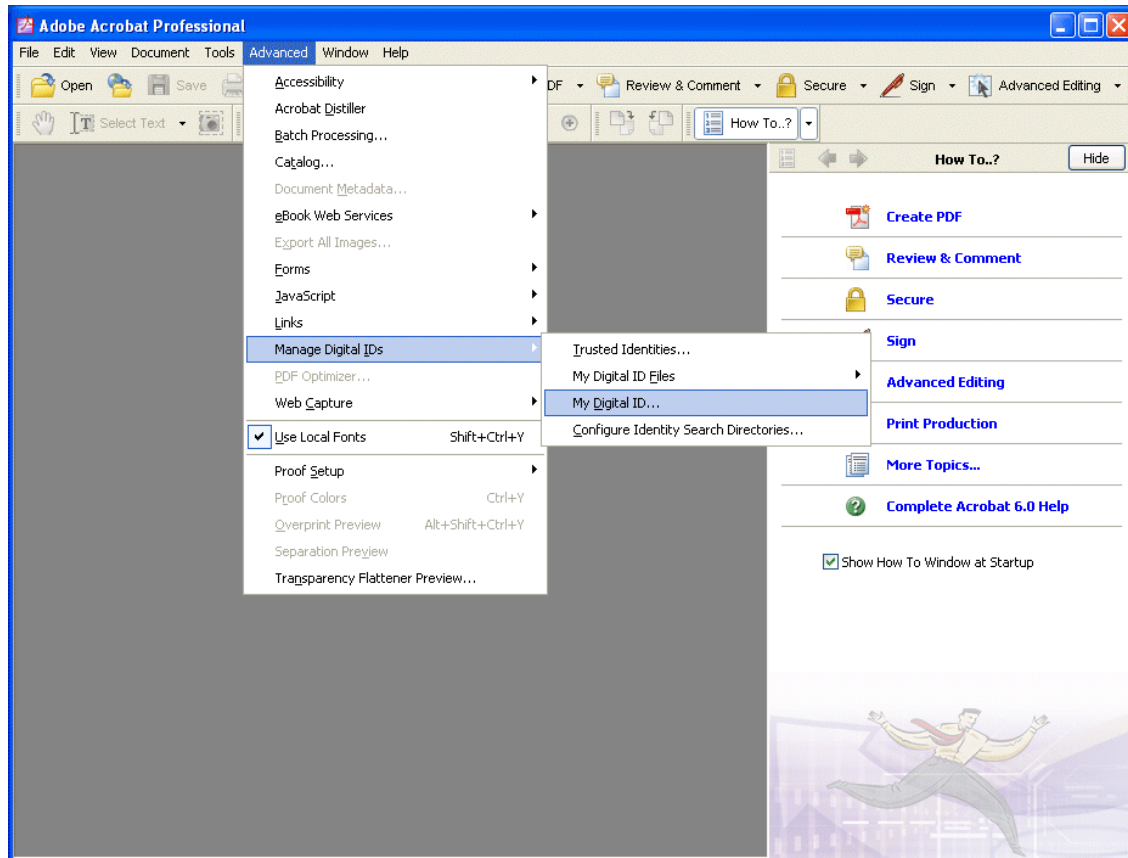 Adobe Acrobat Professional
File Edit View Document Tools Advanced Window Help
Open Save DF Review & Comment Secure Sign Advanced Editing
Select Text How To..?
Accessibility
Acrobat Distiller
Batch Processing...
Catalog...
Document Metadata...
eBook Web Services
Export All Images...
Forms
JavaScript
Links
Manage Digital IDs
PDF Optimizer...
Web Capture
Use Local Fonts Shift+Ctrl+Y
Proof Setup
Proof Colors Ctrl+Y
Overprint Preview Alt+Shift+Ctrl+Y
Separation Preview
Transparency Flattener Preview...
Trusted Identities...
My Digital ID Files
My Digital ID...
Configure Identity Search Directories...
How To..? Hide
Create PDF
Review & Comment
Secure
Sign
Advanced Editing
Print Production
More Topics...
Complete Acrobat 6.0 Help
Show How To Window at Startup